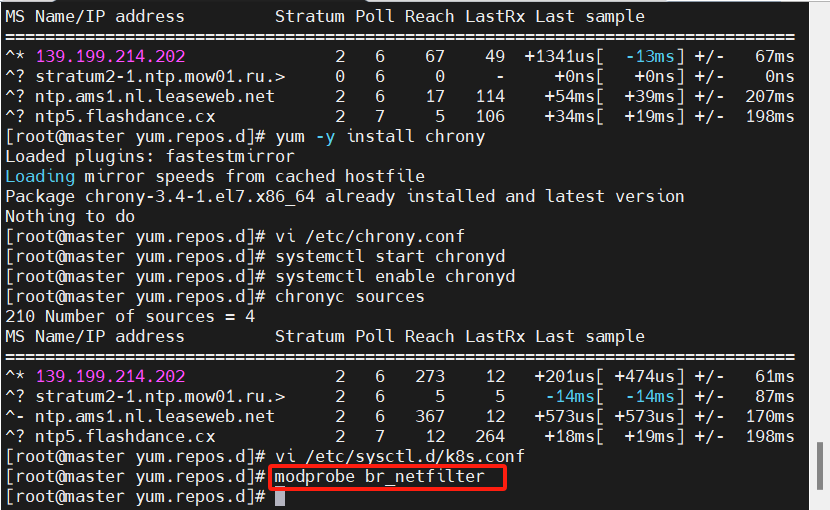 MS Name/IP address         Stratum Poll Reach LastRx Last sample
===============================================================================
^* 139.199.214.202               2   6    67    49  +1341us[  -13ms] +/-   67ms
^? stratum2-1.ntp.mow01.ru.>     0   6     0     -     +0ns[   +0ns] +/-    0ns
^? ntp.ams1.nl.leaseweb.net      2   6    17   114    +54ms[  +39ms] +/-  207ms
^? ntp5.flashdance.cx            2   7     5   106    +34ms[  +19ms] +/-  198ms
[root@master yum.repos.d]# yum -y install chrony
Loaded plugins: fastestmirror
Loading mirror speeds from cached hostfile
Package chrony-3.4-1.el7.x86_64 already installed and latest version
Nothing to do
[root@master yum.repos.d]# vi /etc/chrony.conf
[root@master yum.repos.d]# systemctl start chronyd
[root@master yum.repos.d]# systemctl enable chronyd
[root@master yum.repos.d]# chronyc sources
210 Number of sources = 4
MS Name/IP address         Stratum Poll Reach LastRx Last sample
===============================================================================
^* 139.199.214.202               2   6   273    12   +201us[ +474us] +/-   61ms
^? stratum2-1.ntp.mow01.ru.>     2   6     5     5    -14ms[  -14ms] +/-   87ms
^- ntp.ams1.nl.leaseweb.net      2   6   367    12   +573us[ +573us] +/-  170ms
^? ntp5.flashdance.cx            2   7    12   264    +18ms[  +19ms] +/-  198ms
[root@master yum.repos.d]# vi /etc/sysctl.d/k8s.conf
[root@master yum.repos.d]# modprobe br_netfilter
[root@master yum.repos.d]#